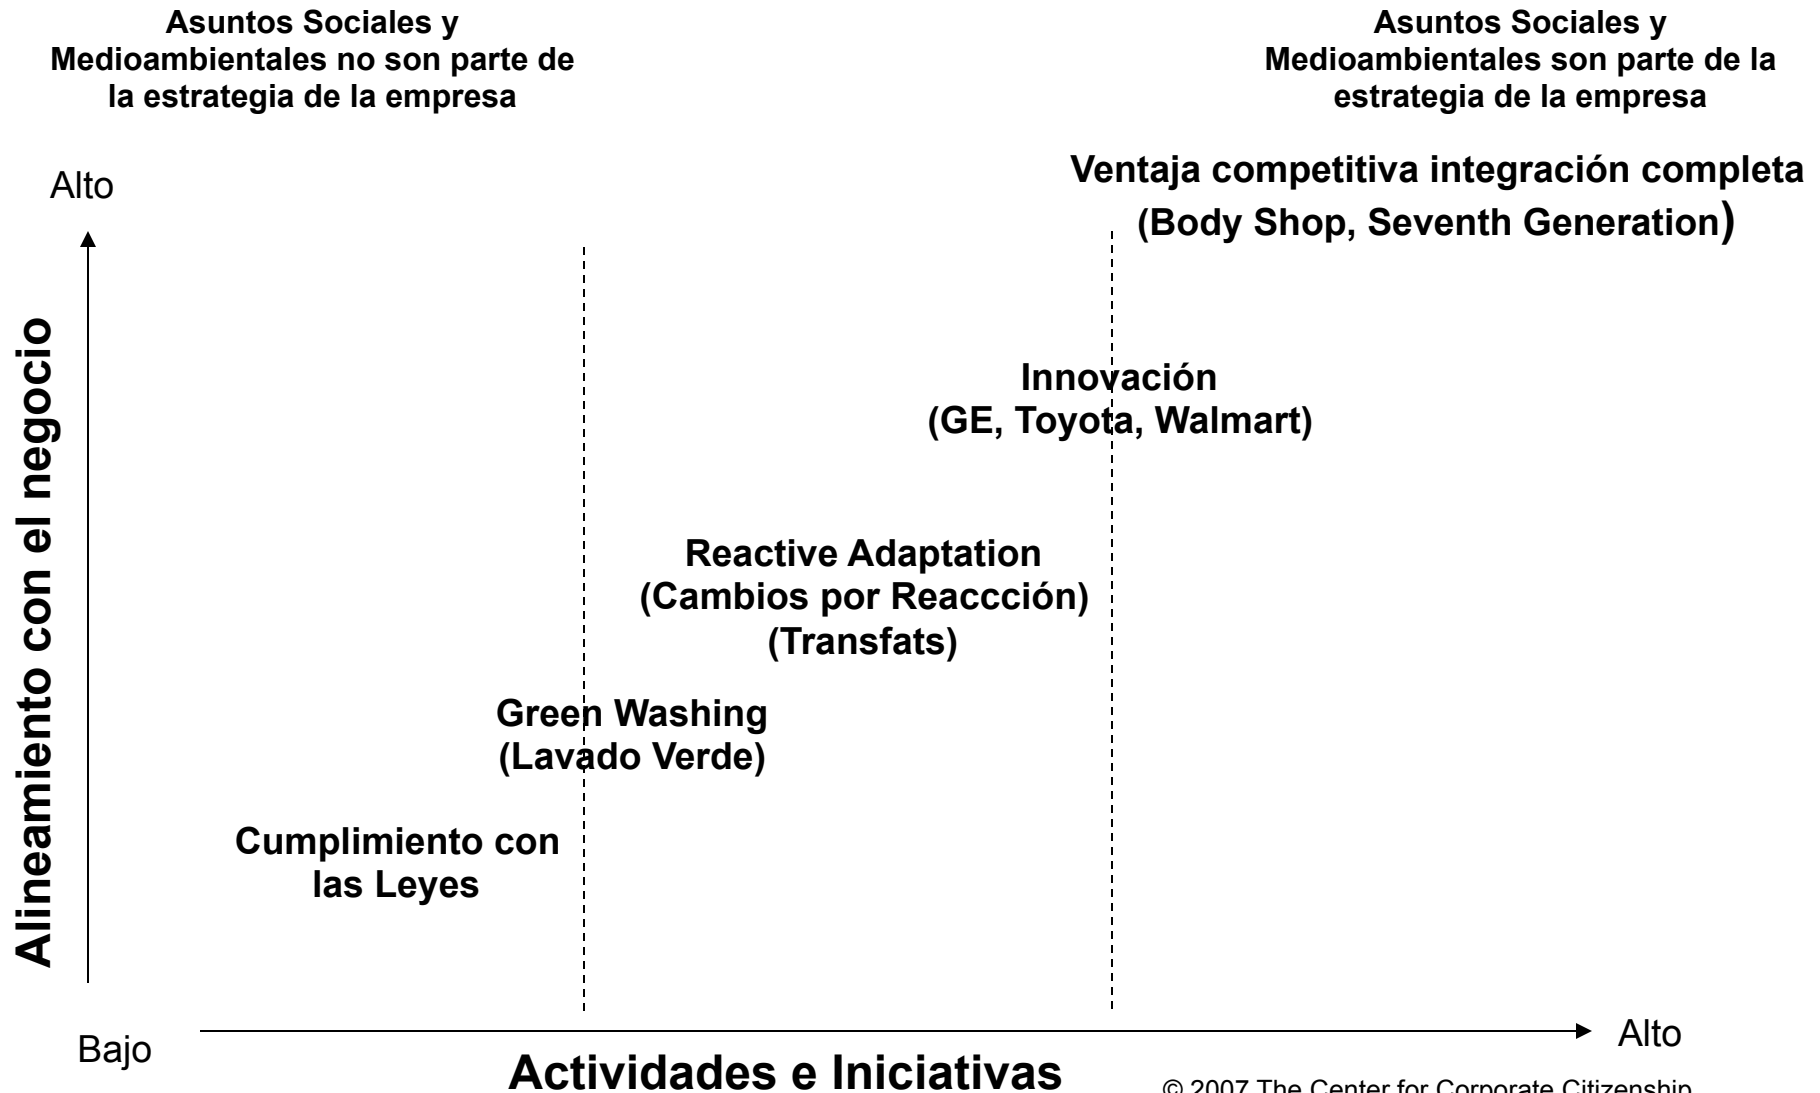 Asuntos Sociales y
Medioambientales no son parte de
la estrategia de la empresa
Asuntos Sociales y
Medioambientales son parte de la
estrategia de la empresa
Ventaja competitiva integración completa
(Body Shop, Seventh Generation)
Alto
Innovación
(GE, Toyota, Walmart)
Alineamiento con el negocio
Reactive Adaptation
(Cambios por Reaccción)
(Transfats)
Green Washing
(Lavado Verde)
Cumplimiento con
las Leyes
Bajo
Alto
Actividades e Iniciativas
© 2007 The Center for Corporate Citizenship